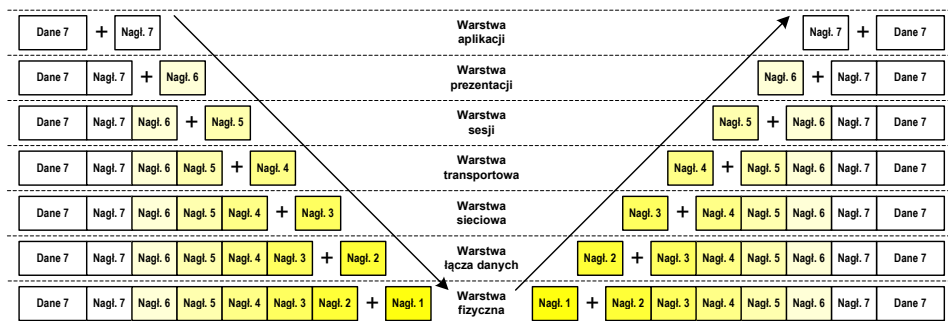 Dane 7 + Nagł. 7 Warstwa aplikacji Nagł. 7 + Dane 7
Dane 7 Nagł. 7 + Nagł. 6 Warstwa prezentacji Nagł. 6 + Nagł. 7 Dane 7
Dane 7 Nagł. 7 Nagł. 6 + Nagł. 5 Warstwa sesji Nagł. 5 + Nagł. 6 Nagł. 7 Dane 7
Dane 7 Nagł. 7 Nagł. 6 Nagł. 5 + Nagł. 4 Warstwa transportowa Nagł. 4 + Nagł. 5 Nagł. 6 Nagł. 7 Dane 7
Dane 7 Nagł. 7 Nagł. 6 Nagł. 5 Nagł. 4 + Nagł. 3 Warstwa sieciowa Nagł. 3 + Nagł. 4 Nagł. 5 Nagł. 6 Nagł. 7 Dane 7
Dane 7 Nagł. 7 Nagł. 6 Nagł. 5 Nagł. 4 Nagł. 3 + Nagł. 2 Warstwa łącza danych Nagł. 2 + Nagł. 3 Nagł. 4 Nagł. 5 Nagł. 6 Nagł. 7 Dane 7
Dane 7 Nagł. 7 Nagł. 6 Nagł. 5 Nagł. 4 Nagł. 3 Nagł. 2 + Nagł. 1 Warstwa fizyczna Nagł. 1 + Nagł. 2 Nagł. 3 Nagł. 4 Nagł. 5 Nagł. 6 Nagł. 7 Dane 7